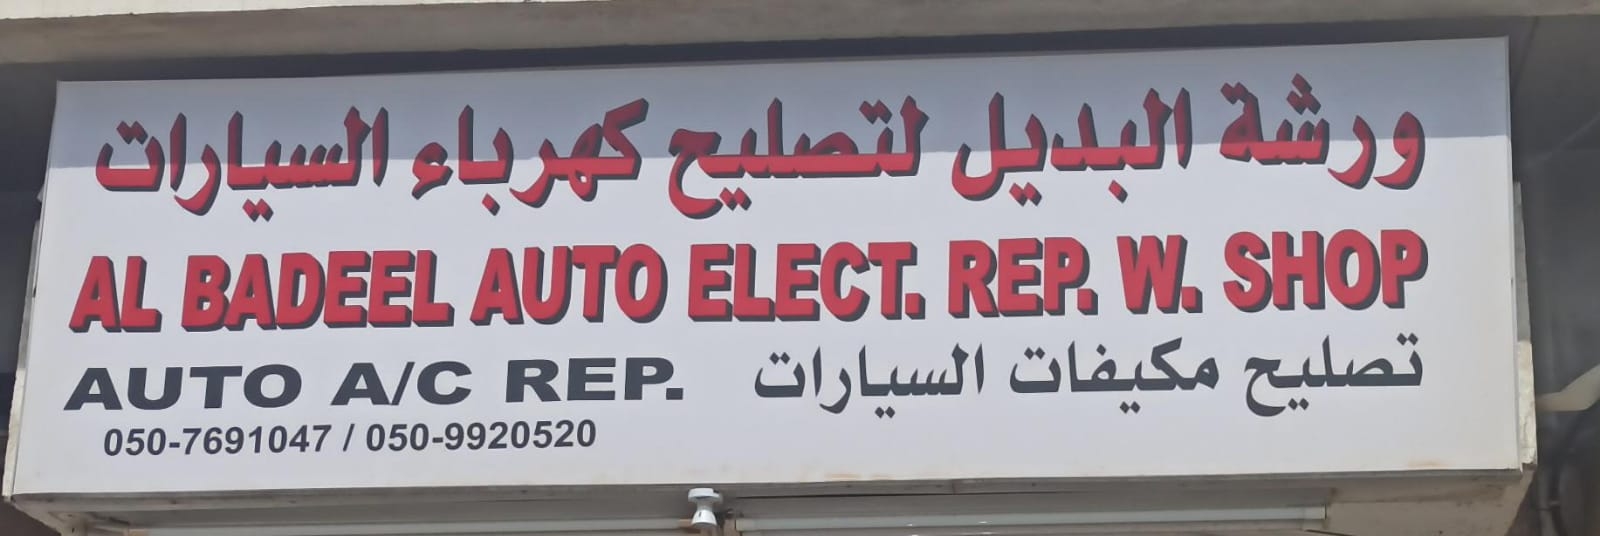 ورشة البديل لتصليح كهرباء السيارات
AL BADEEL AUTO ELECT. REP. W. SHOP
AUTO A/C REP. تصليح مكيفات السيارات
050-7691047 / 050-9920520